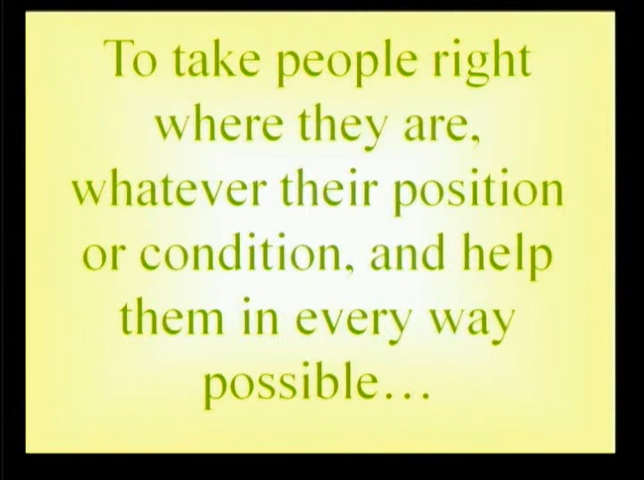 To take people right
where they are,
whatever their position
or condition, and help
them in every way
possible…